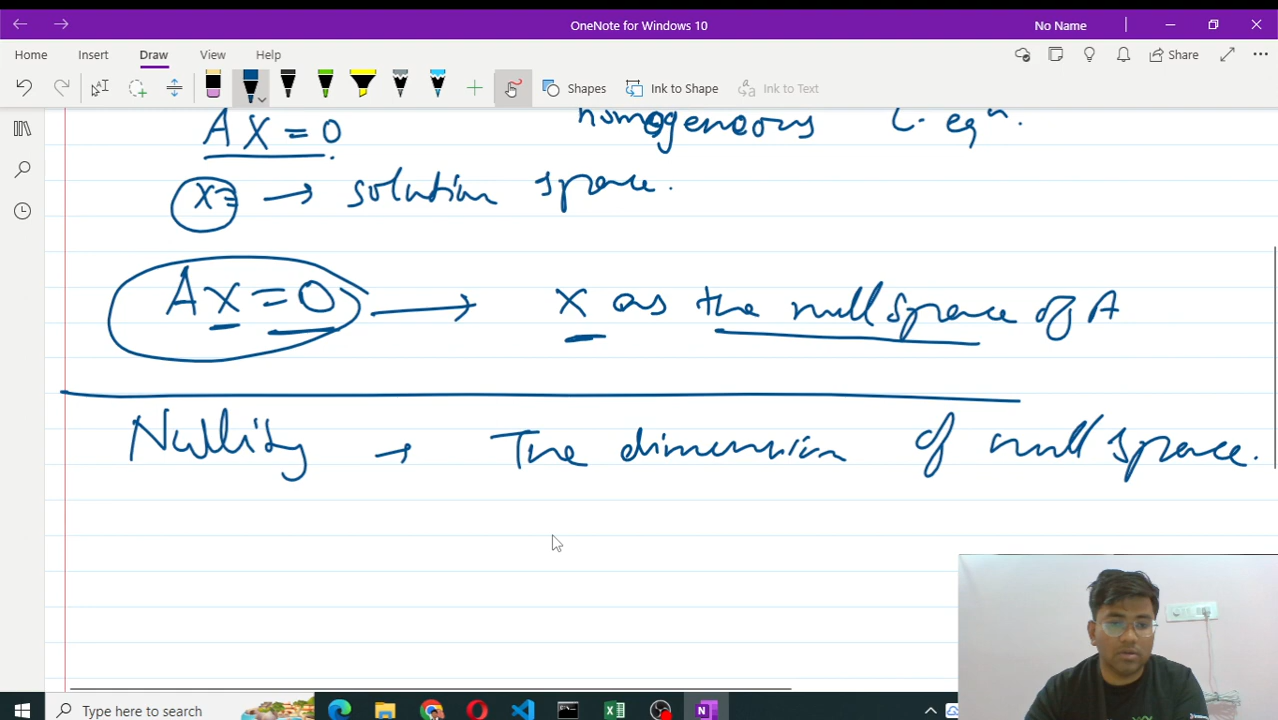 OneNote for Windows 10
No Name
Home Insert Draw View Help
Share
Shapes
Ink to Shape
Ink to Text
AX = 0 homogeneous L. eqⁿ.
X= → solution space.
AX = 0 → X as the null space of A
Nullity → The dimension of null space.
Type here to search